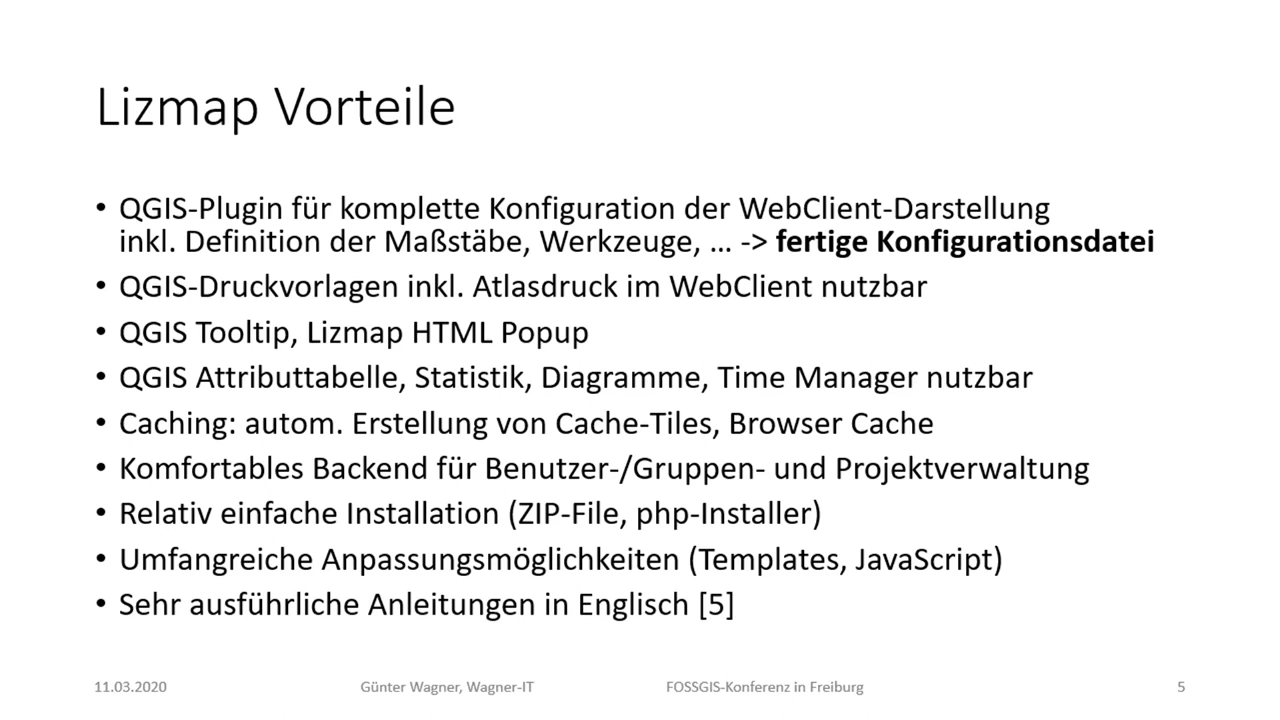 Lizmap Vorteile
• QGIS-Plugin für komplette Konfiguration der WebClient-Darstellung
inkl. Definition der Maßstäbe, Werkzeuge, … -> fertige Konfigurationsdatei
• QGIS-Druckvorlagen inkl. Atlasdruck im WebClient nutzbar
• QGIS Tooltip, Lizmap HTML Popup
• QGIS Attributtabelle, Statistik, Diagramme, Time Manager nutzbar
• Caching: autom. Erstellung von Cache-Tiles, Browser Cache
• Komfortables Backend für Benutzer-/Gruppen- und Projektverwaltung
• Relativ einfache Installation (ZIP-File, php-Installer)
• Umfangreiche Anpassungsmöglichkeiten (Templates, JavaScript)
• Sehr ausführliche Anleitungen in Englisch [5]
11.03.2020 Günter Wagner, Wagner-IT FOSSGIS-Konferenz in Freiburg 5